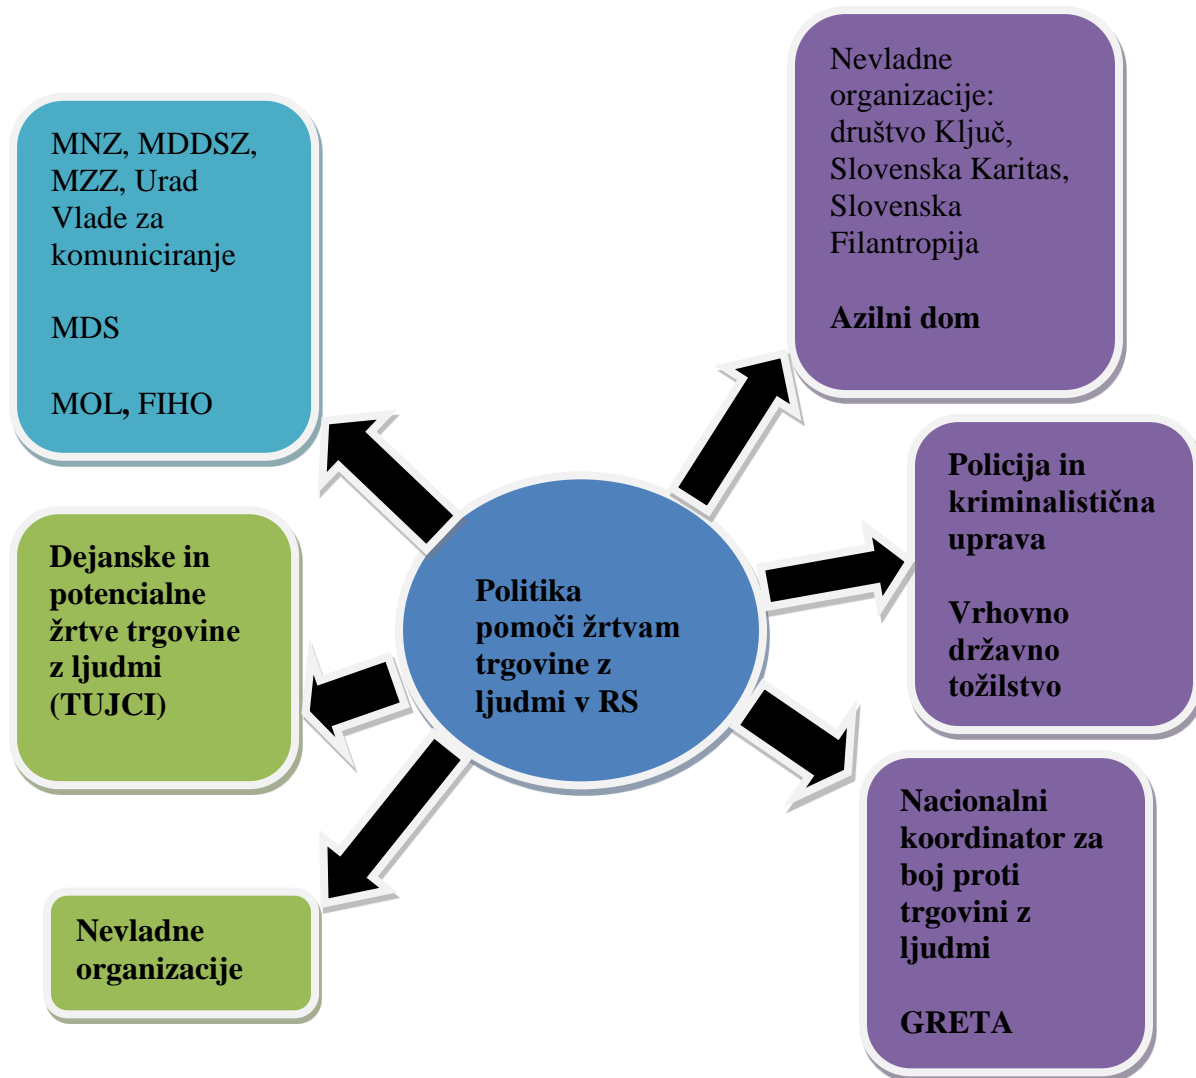 MNZ, MDDSZ,
MZZ, Urad
Vlade za
komuniciranje
MDS
MOL, FIHO
Nevladne
organizacije:
društvo Ključ,
Slovenska Karitas,
Slovenska
Filantropija
Azilni dom
Policija in
kriminalistična
uprava
Vrhovno
državno
tožilstvo
Dejanske in
potencialne
žrtve trgovine
z ljudmi
(TUJCI)
Politika
pomoči žrtvam
trgovine z
ljudmi v RS
Nacionalni
koordinator za
boj proti
trgovini z
ljudmi
GRETA
Nevladne
organizacije